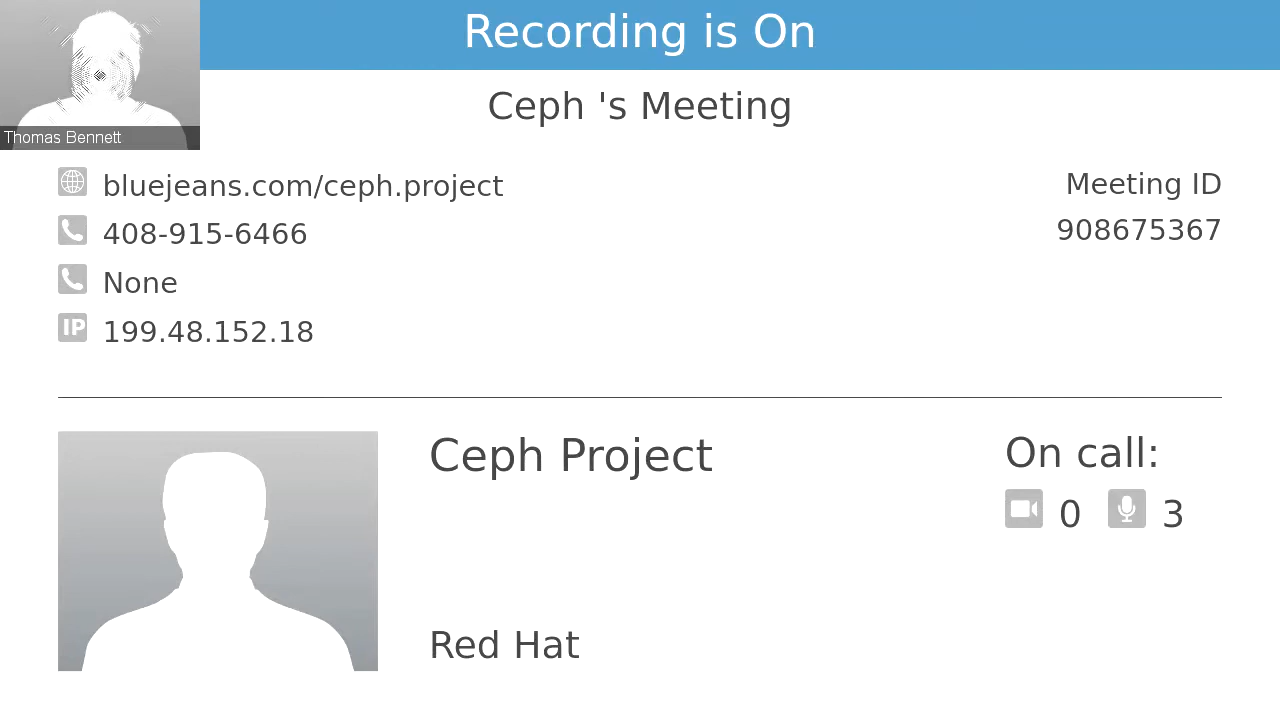 Recording is On
Thomas Bennett
Ceph 's Meeting
bluejeans.com/ceph.project
408-915-6466
None
IP 199.48.152.18
Meeting ID
908675367
Ceph Project
Red Hat
On call:
0 3